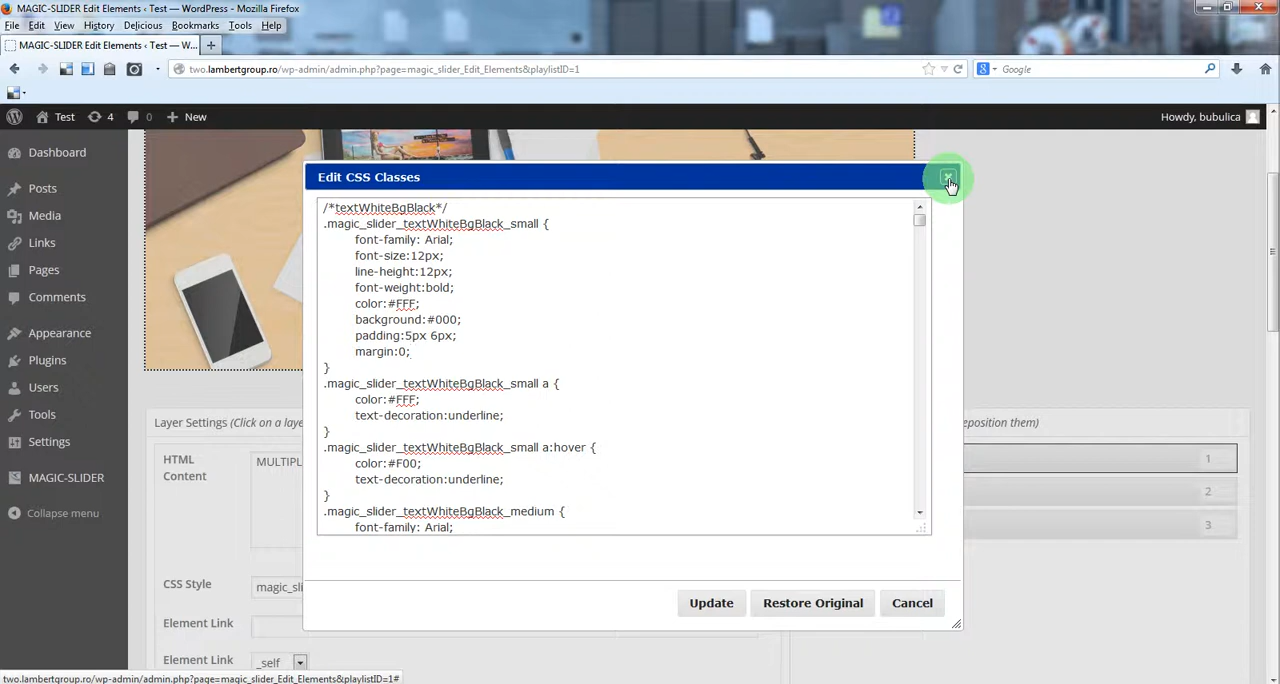 MAGIC-SLIDER Edit Elements ‹ Test — WordPress - Mozilla Firefox
File Edit View History Delicious Bookmarks Tools Help
MAGIC-SLIDER Edit Elements ‹ Test — W...
two.lambertgroup.ro/wp-admin/admin.php?page=magic_slider_Edit_Elements&playlistID=1
Google
Test 4 0 New Howdy, bubulica
Dashboard
Posts
Media
Links
Pages
Comments
Appearance
Plugins
Users
Tools
Settings
MAGIC-SLIDER
Collapse menu
Edit CSS Classes
/*textWhiteBgBlack*/
.magic_slider_textWhiteBgBlack_small {
font-family: Arial;
font-size:12px;
line-height:12px;
font-weight:bold;
color:#FFF;
background:#000;
padding:5px 6px;
margin:0;
}
.magic_slider_textWhiteBgBlack_small a {
color:#FFF;
text-decoration:underline;
}
.magic_slider_textWhiteBgBlack_small a:hover {
color:#F00;
text-decoration:underline;
}
.magic_slider_textWhiteBgBlack_medium {
font-family: Arial;
Update Restore Original Cancel
Layer Settings (Click on a laye
eposition them)
HTML Content
MULTIPL
1
2
3
CSS Style
magic_sli
Element Link
Element Link
_self
two.lambertgroup.ro/wp-admin/admin.php?page=magic_slider_Edit_Elements&playlistID=1#